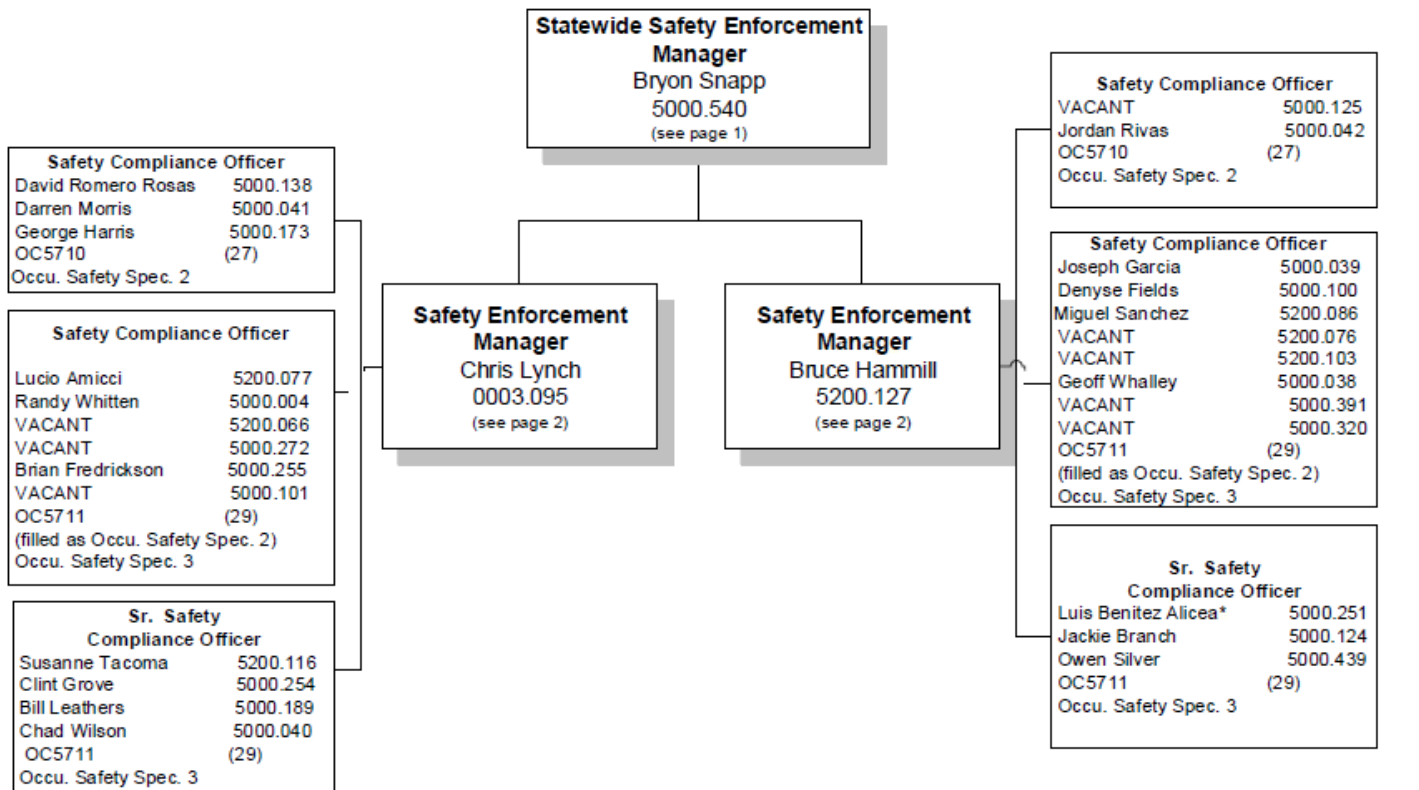 Statewide Safety Enforcement
Manager
Bryon Snapp
5000.540
(see page 1)
Safety Compliance Officer
David Romero Rosas 5000.138
Darren Morris 5000.041
George Harris 5000.173
OC5710 (27)
Occu. Safety Spec. 2
Safety Compliance Officer
Lucio Amicci 5200.077
Randy Whitten 5000.004
VACANT 5200.066
VACANT 5000.272
Brian Fredrickson 5000.255
VACANT 5000.101
OC5711 (29)
(filled as Occu. Safety Spec. 2)
Occu. Safety Spec. 3
Sr. Safety
Compliance Officer
Susanne Tacoma 5200.116
Clint Grove 5000.254
Bill Leathers 5000.189
Chad Wilson 5000.040
OC5711 (29)
Occu. Safety Spec. 3
Safety Enforcement
Manager
Chris Lynch
0003.095
(see page 2)
Safety Enforcement
Manager
Bruce Hammill
5200.127
(see page 2)
Safety Compliance Officer
VACANT 5000.125
Jordan Rivas 5000.042
OC5710 (27)
Occu. Safety Spec. 2
Safety Compliance Officer
Joseph Garcia 5000.039
Denyse Fields 5000.100
Miguel Sanchez 5200.086
VACANT 5200.076
VACANT 5200.103
Geoff Whalley 5000.038
VACANT 5000.391
VACANT 5000.320
OC5711 (29)
(filled as Occu. Safety Spec. 2)
Occu. Safety Spec. 3
Sr. Safety
Compliance Officer
Luis Benitez Alicea* 5000.251
Jackie Branch 5000.124
Owen Silver 5000.439
OC5711 (29)
Occu. Safety Spec. 3